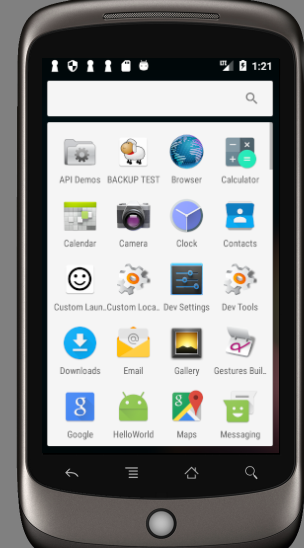 LTE 1:21
API Demos BACKUP TEST Browser Calculator
Calendar Camera Clock Contacts
Custom Laun.. Custom Loca.. Dev Settings Dev Tools
Downloads Email Gallery Gestures Buil..
Google HelloWorld Maps Messaging